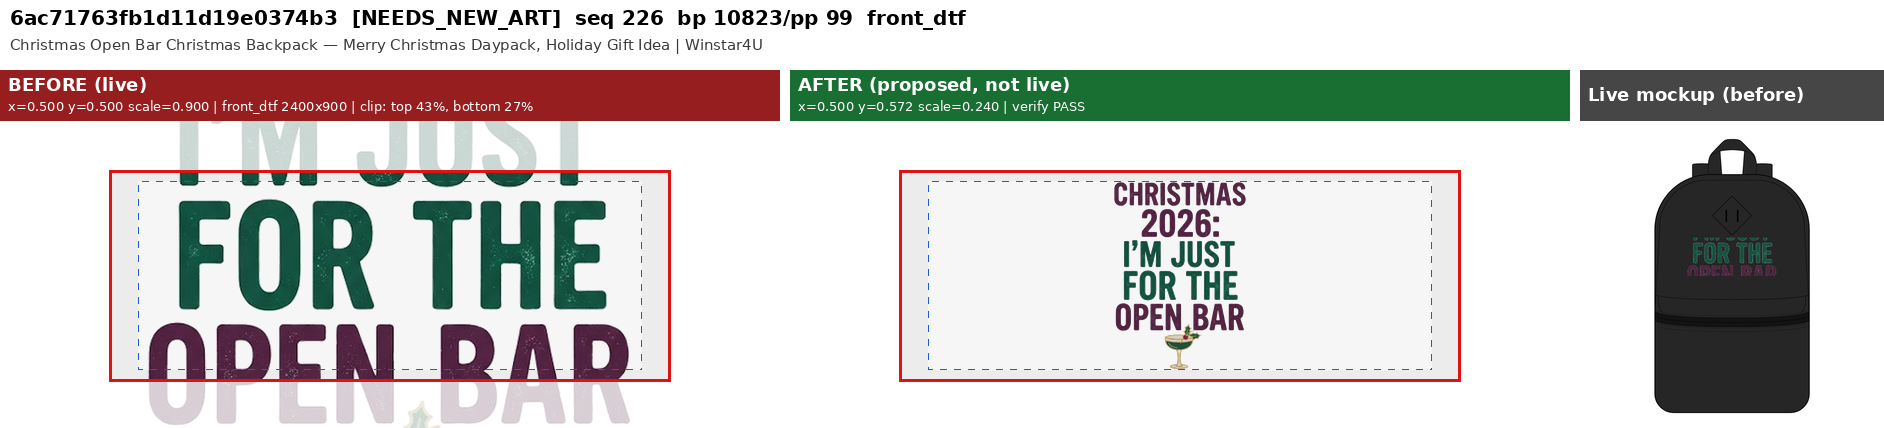 6ac71763fb1d11d19e0374b3 [NEEDS_NEW_ART] seq 226 bp 10823/pp 99 front_dtf
Christmas Open Bar Christmas Backpack — Merry Christmas Daypack, Holiday Gift Idea | Winstar4U
BEFORE (live)
x=0.500 y=0.500 scale=0.900 | front_dtf 2400x900 | clip: top 43%, bottom 27%
I'M JUST
FOR THE
OPEN BAR
AFTER (proposed, not live)
x=0.500 y=0.572 scale=0.240 | verify PASS
CHRISTMAS
2026:
I'M JUST
FOR THE
OPEN BAR
Live mockup (before)
I'M JUST
FOR THE
OPEN BAR